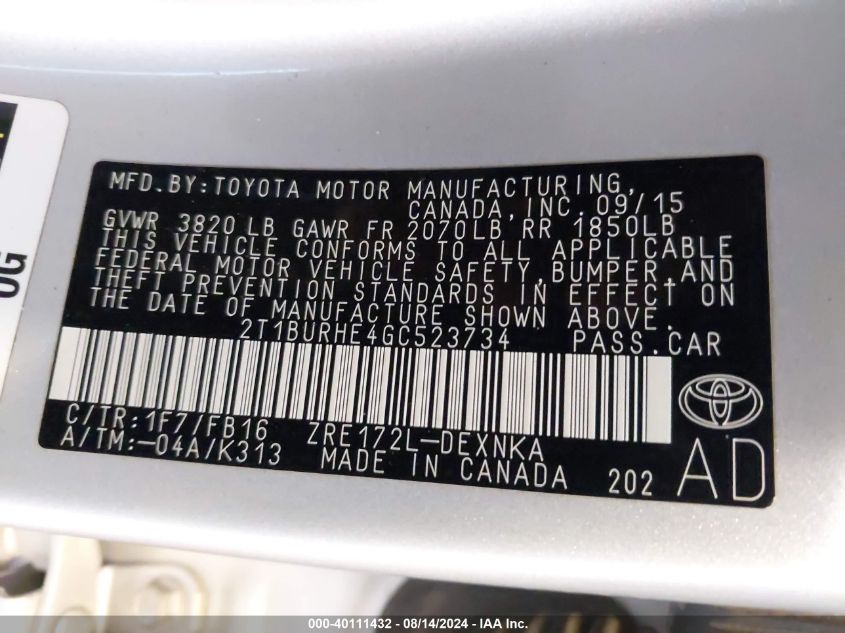 MFD.BY:TOYOTA MOTOR MANUFACTURING,
CANADA,INC. 09/15
GVWR 3820 LB GAWR FR 2070LB RR 1850LB
THIS VEHICLE CONFORMS TO ALL APPLICABLE
FEDERAL MOTOR VEHICLE SAFETY,BUMPER,AND
THEFT PREVENTION STANDARDS IN EFFECT ON
THE DATE OF MANUFACTURE SHOWN ABOVE.
2T1BURHE4GC523734 PASS.CAR
C/TR:1F7/FB16 ZRE172L-DEXNKA
A/TM:-04A/K313 MADE IN CANADA 202 AD
OG
000-40111432 - 08/14/2024 - IAA Inc.